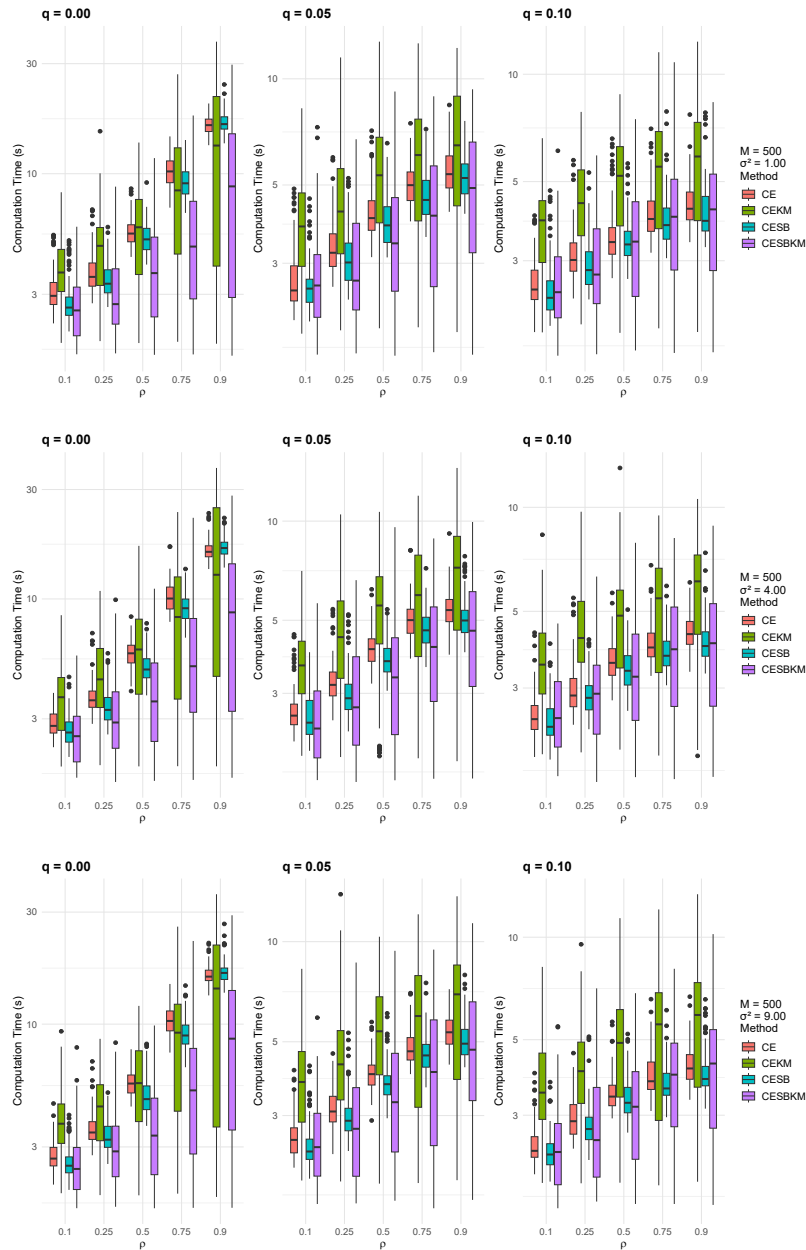 q = 0.00
q = 0.05
q = 0.10
Computation Time (s)
30
10
3
0.1 0.25 0.5 0.75 0.9
ρ
Computation Time (s)
10
5
3
0.1 0.25 0.5 0.75 0.9
ρ
Computation Time (s)
10
5
3
0.1 0.25 0.5 0.75 0.9
ρ
M = 500
σ² = 1.00
Method
CE
CEKM
CESB
CESBKM
q = 0.00
q = 0.05
q = 0.10
Computation Time (s)
30
10
3
0.1 0.25 0.5 0.75 0.9
ρ
Computation Time (s)
10
5
3
0.1 0.25 0.5 0.75 0.9
ρ
Computation Time (s)
10
5
3
0.1 0.25 0.5 0.75 0.9
ρ
M = 500
σ² = 4.00
Method
CE
CEKM
CESB
CESBKM
q = 0.00
q = 0.05
q = 0.10
Computation Time (s)
30
10
3
0.1 0.25 0.5 0.75 0.9
ρ
Computation Time (s)
10
5
3
0.1 0.25 0.5 0.75 0.9
ρ
Computation Time (s)
10
5
3
0.1 0.25 0.5 0.75 0.9
ρ
M = 500
σ² = 9.00
Method
CE
CEKM
CESB
CESBKM